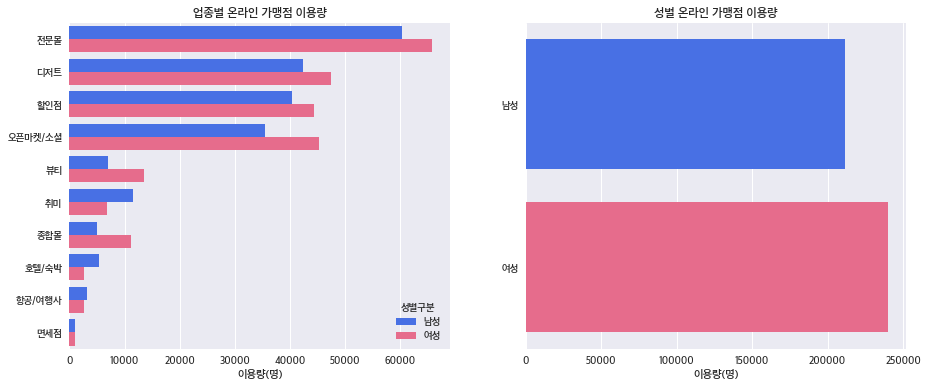 업종별 온라인 가맹점 이용량
전문몰
디저트
할인점
오픈마켓/소셜
뷰티
취미
종합몰
호텔/숙박
항공/여행사
면세점
성별구분
남성
여성
0 10000 20000 30000 40000 50000 60000
이용량(명)
성별 온라인 가맹점 이용량
남성
여성
0 50000 100000 150000 200000 250000
이용량(명)